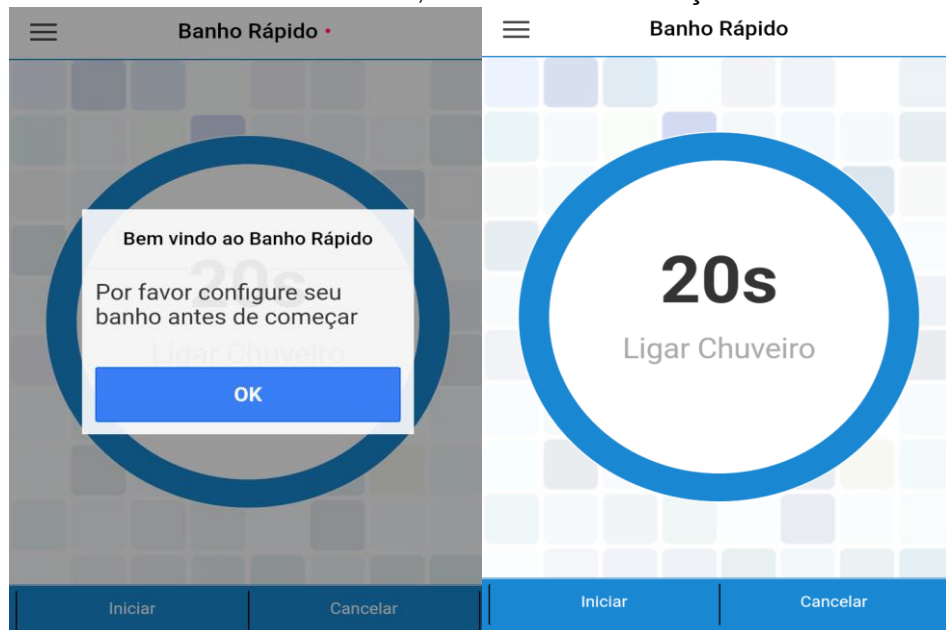 Banho Rápido
Bem vindo ao Banho Rápido
Por favor configure seu
banho antes de começar
20s
Ligar Chuveiro
OK
Iniciar
Cancelar
Banho Rápido
20s
Ligar Chuveiro
Iniciar
Cancelar